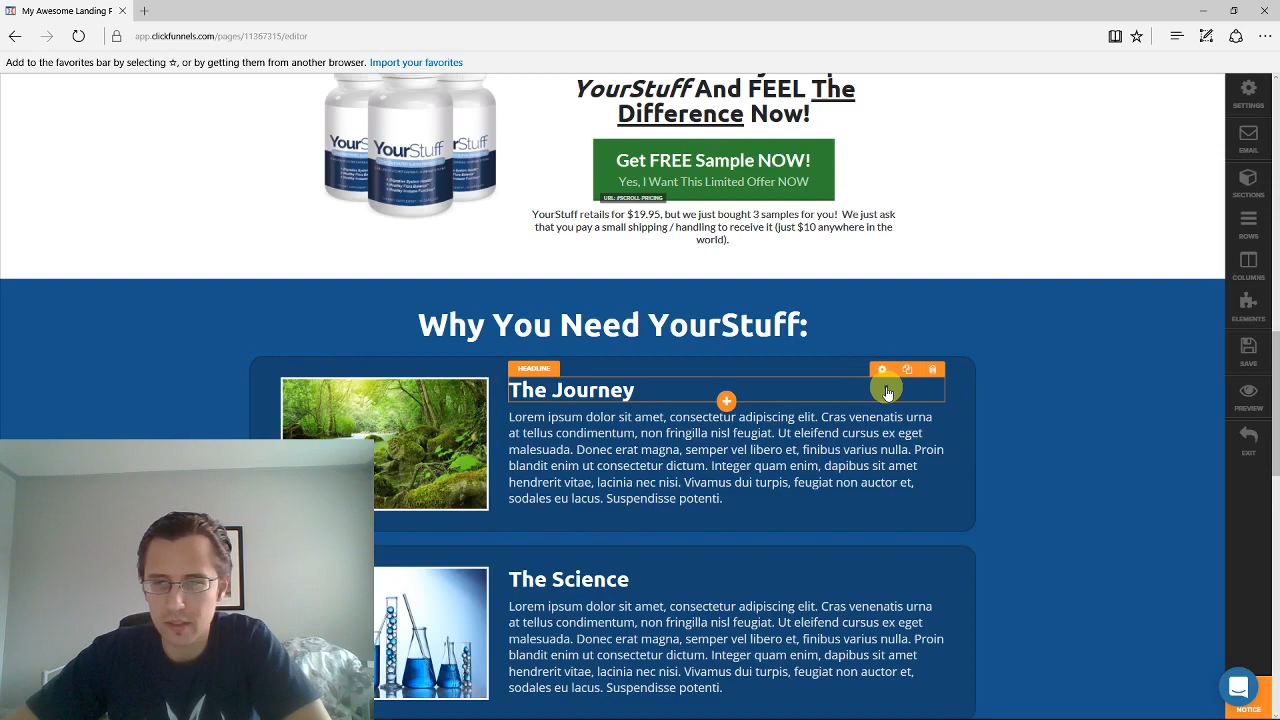 My Awesome Landing P
app.clickfunnels.com/pages/11367315/editor
Add to the favorites bar by selecting ☆, or by getting them from another browser. Import your favorites
YourStuff And FEEL The
Difference Now!
YourStuff
Get FREE Sample NOW!
Yes, I Want This Limited Offer NOW
URL: #SCROLL PRICING
YourStuff retails for $19.95, but we just bought 3 samples for you! We just ask
that you pay a small shipping / handling to receive it (just $10 anywhere in the
world).
Why You Need YourStuff:
HEADLINE
The Journey
Lorem ipsum dolor sit amet, consectetur adipiscing elit. Cras venenatis urna
at tellus condimentum, non fringilla nisl feugiat. Ut eleifend cursus ex eget
malesuada. Donec erat magna, semper vel libero et, finibus varius nulla. Proin
blandit enim ut consectetur dictum. Integer quam enim, dapibus sit amet
hendrerit vitae, lacinia nec nisi. Vivamus dui turpis, feugiat non auctor et,
sodales eu lacus. Suspendisse potenti.
The Science
Lorem ipsum dolor sit amet, consectetur adipiscing elit. Cras venenatis urna
at tellus condimentum, non fringilla nisl feugiat. Ut eleifend cursus ex eget
malesuada. Donec erat magna, semper vel libero et, finibus varius nulla. Proin
blandit enim ut consectetur dictum. Integer quam enim, dapibus sit amet
hendrerit vitae, lacinia nec nisi. Vivamus dui turpis, feugiat non auctor et,
sodales eu lacus. Suspendisse potenti.
SETTINGS
EMAIL
SECTIONS
ROWS
COLUMNS
ELEMENTS
SAVE
PREVIEW
EXIT
NOTICE